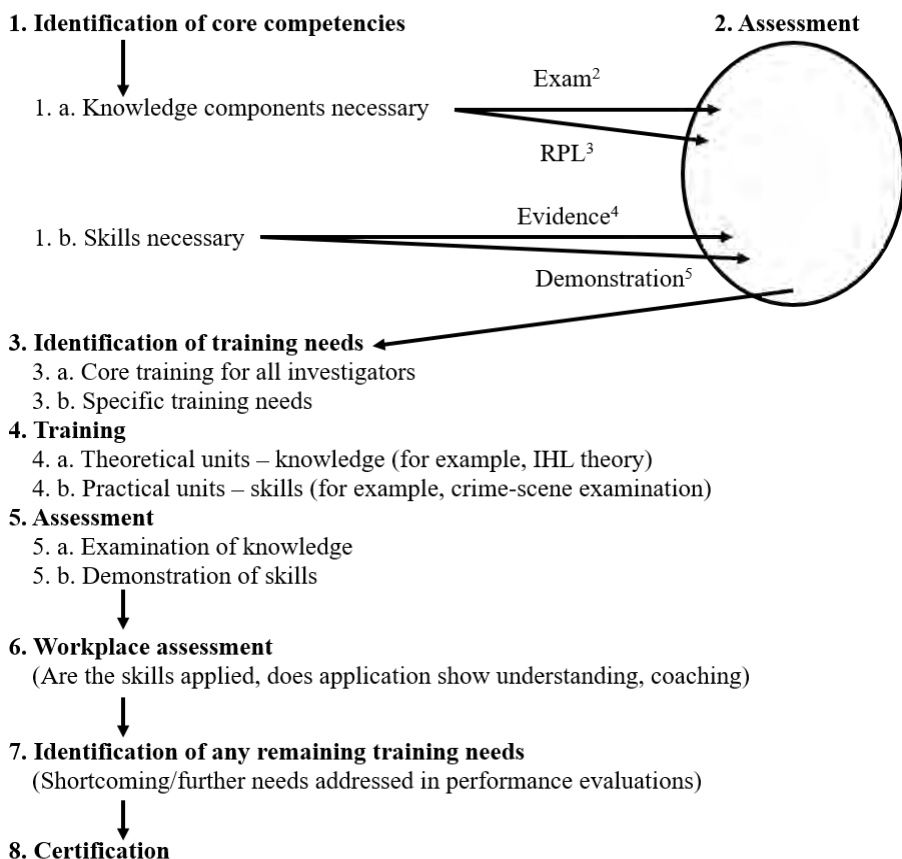 1. Identification of core competencies
2. Assessment
Exam²
1. a. Knowledge components necessary
RPL³
Evidence⁴
1. b. Skills necessary
Demonstration⁵
3. Identification of training needs
3. a. Core training for all investigators
3. b. Specific training needs
4. Training
4. a. Theoretical units – knowledge (for example, IHL theory)
4. b. Practical units – skills (for example, crime-scene examination)
5. Assessment
5. a. Examination of knowledge
5. b. Demonstration of skills
6. Workplace assessment
(Are the skills applied, does application show understanding, coaching)
7. Identification of any remaining training needs
(Shortcoming/further needs addressed in performance evaluations)
8. Certification